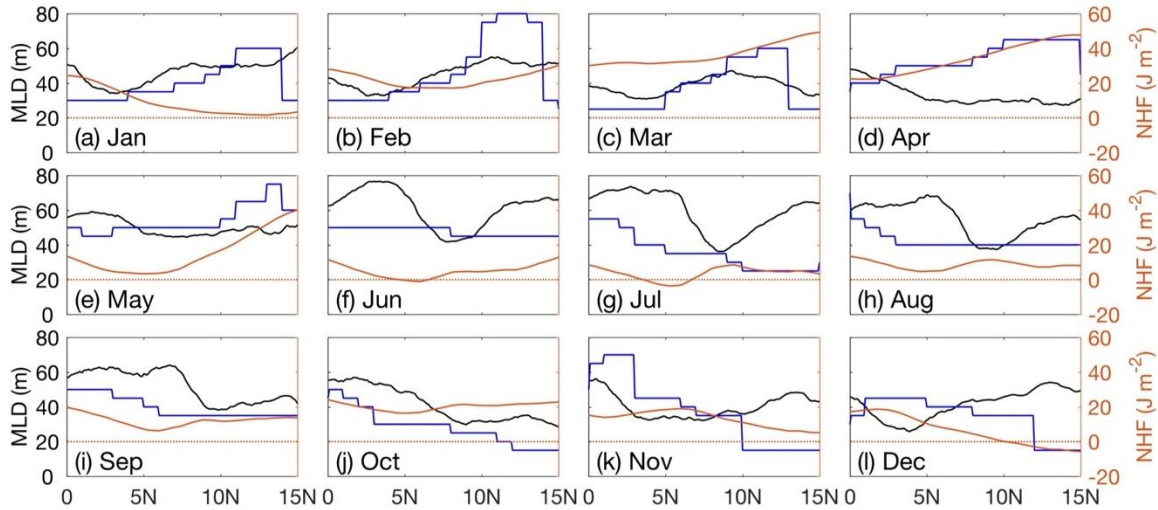 80
60
40
20
0
MLD (m)
(a) Jan
(b) Feb
(c) Mar
(d) Apr
60
40
20
0
-20
NHF (J m-2)
80
60
40
20
0
MLD (m)
(e) May
(f) Jun
(g) Jul
(h) Aug
60
40
20
0
-20
NHF (J m-2)
80
60
40
20
0
MLD (m)
(i) Sep
(j) Oct
(k) Nov
(l) Dec
60
40
20
0
-20
NHF (J m-2)
0 5N 10N 15N 0 5N 10N 15N 0 5N 10N 15N 0 5N 10N 15N